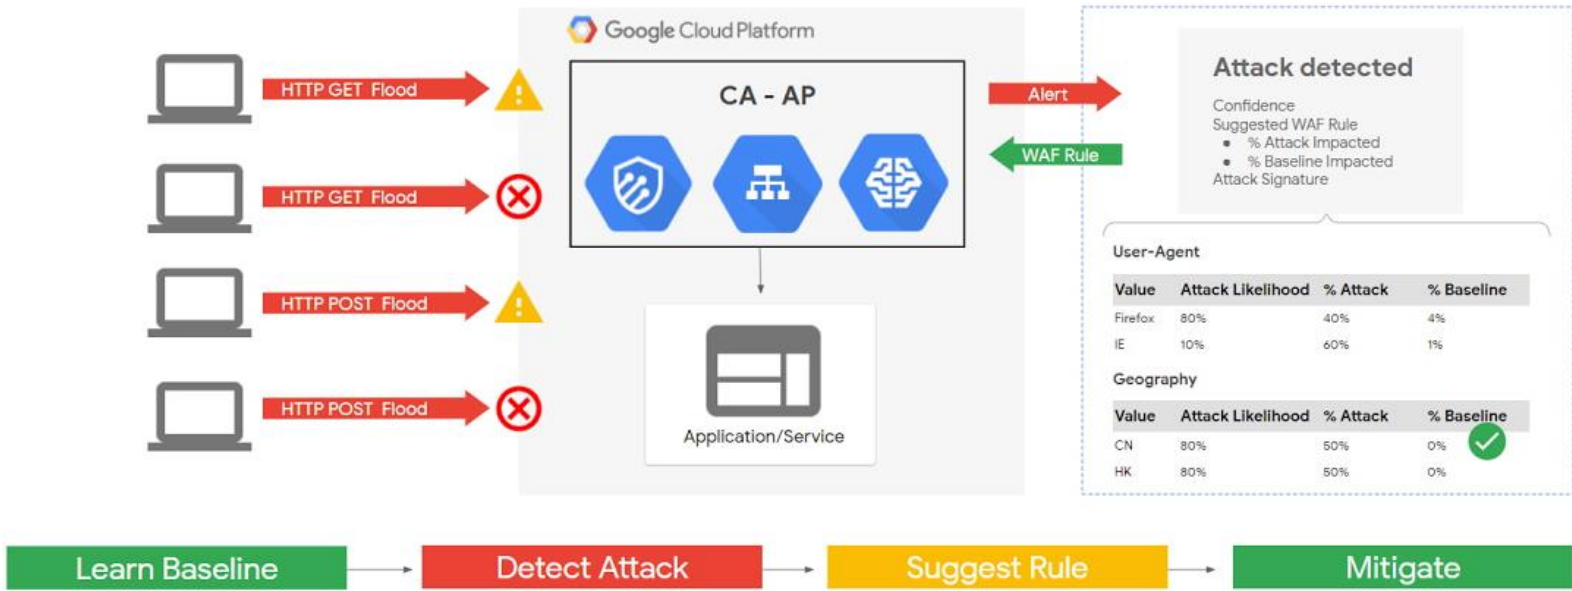 Google Cloud Platform
HTTP GET Flood
HTTP GET Flood
HTTP POST Flood
HTTP POST Flood
CA - AP
Application/Service
Alert
WAF Rule
Attack detected
Confidence
Suggested WAF Rule
• % Attack Impacted
• % Baseline Impacted
Attack Signature
User-Agent
Value Attack Likelihood % Attack % Baseline
Firefox 80% 40% 4%
IE 10% 60% 1%
Geography
Value Attack Likelihood % Attack % Baseline
CN 80% 50% 0%
HK 80% 50% 0%
Learn Baseline
Detect Attack
Suggest Rule
Mitigate